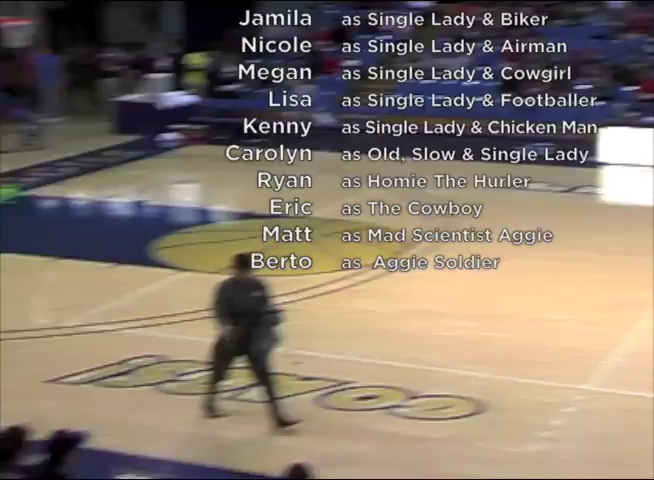 Jamila as Single Lady & Biker
Nicole as Single Lady & Airman
Megan as Single Lady & Cowgirl
Lisa as Single Lady & Footballer
Kenny as Single Lady & Chicken Man
Carolyn as Old, Slow & Single Lady
Ryan as Homie The Hurler
Eric as The Cowboy
Matt as Mad Scientist Aggie
Berto as Aggie Soldier